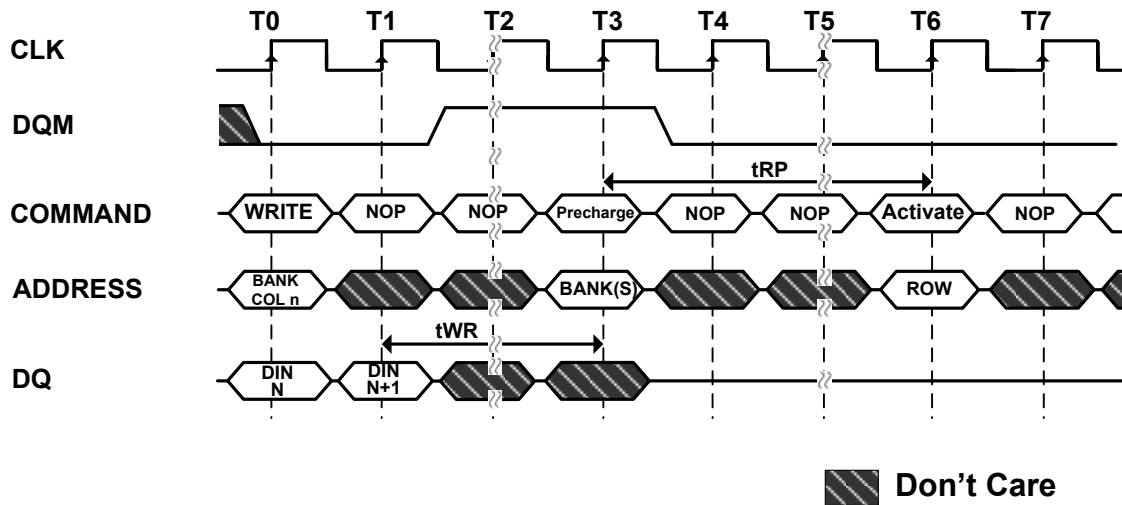 T0 T1 T2 T3 T4 T5 T6 T7
CLK
DQM
tRP
COMMAND WRITE NOP NOP Precharge NOP NOP Activate NOP
ADDRESS BANK COL n BANK(S) ROW
tWR
DQ DIN N DIN N+1
Don't Care